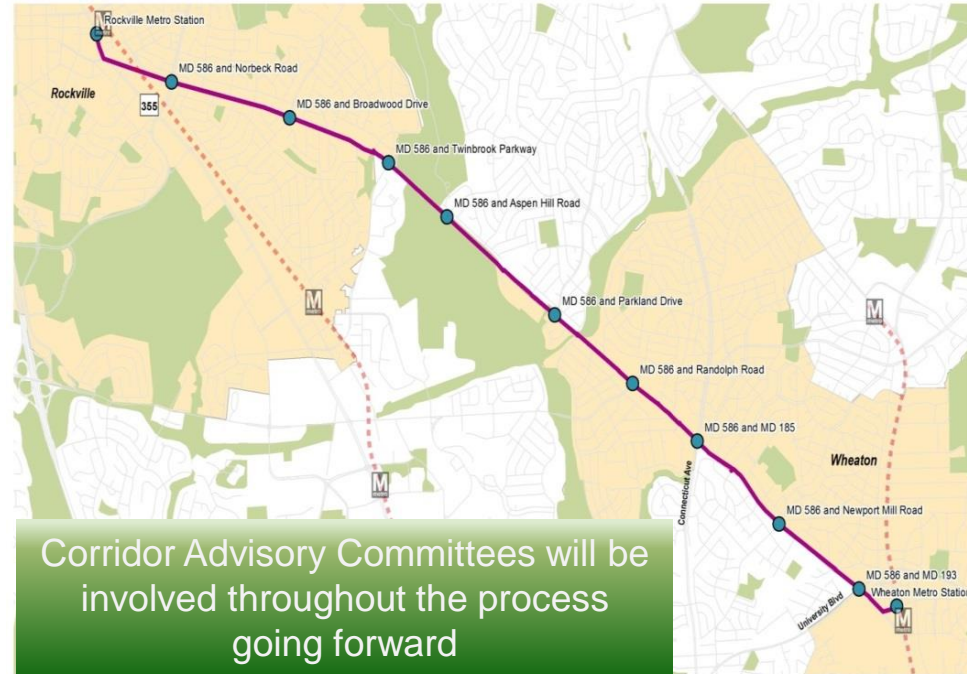 Rockville Metro Station
M
MD 586 and Norbeck Road
Rockville
355
MD 586 and Broadwood Drive
MD 586 and Twinbrook Parkway
MD 586 and Aspen Hill Road
M
MD 586 and Parkland Drive
M
MD 586 and Randolph Road
MD 586 and MD 185
Wheaton
Connecticut Ave
M
MD 586 and Newport Mill Road
MD 586 and MD 193
Wheaton Metro Station
University Blvd
M
Corridor Advisory Committees will be
involved throughout the process
going forward